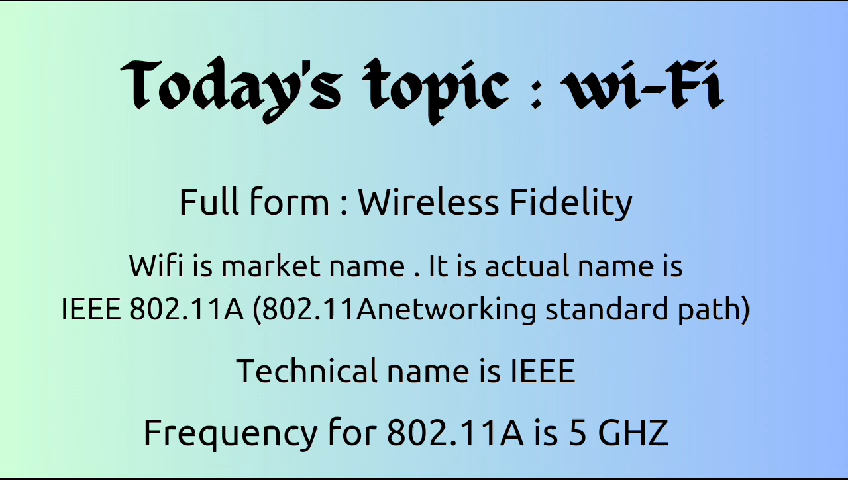 Today's topic : wi-Fi
Full form : Wireless Fidelity
Wifi is market name . It is actual name is
IEEE 802.11A (802.11Anetworking standard path)
Technical name is IEEE
Frequency for 802.11A is 5 GHZ